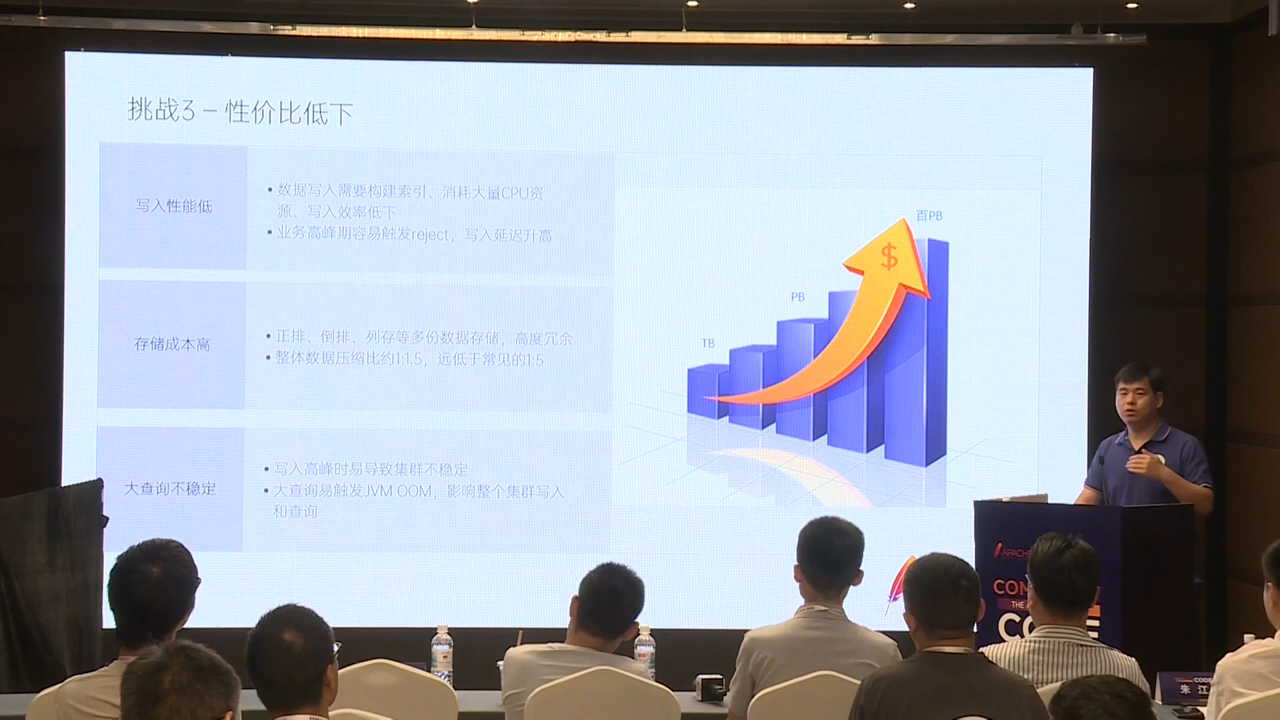 挑战3 – 性价比低下
写入性能低
• 数据写入需要构建索引、消耗大量CPU资
源、写入效率低下
• 业务高峰期容易触发reject，写入延迟升高
存储成本高
• 正排、倒排、列存等多份数据存储，高度冗余
• 整体数据压缩比约1:1.5，远低于常见的1:5
大查询不稳定
• 写入高峰时易导致集群不稳定
• 大查询易触发JVM OOM，影响整个集群写入
和查询
TB
PB
百PB
$
APACHE
THE